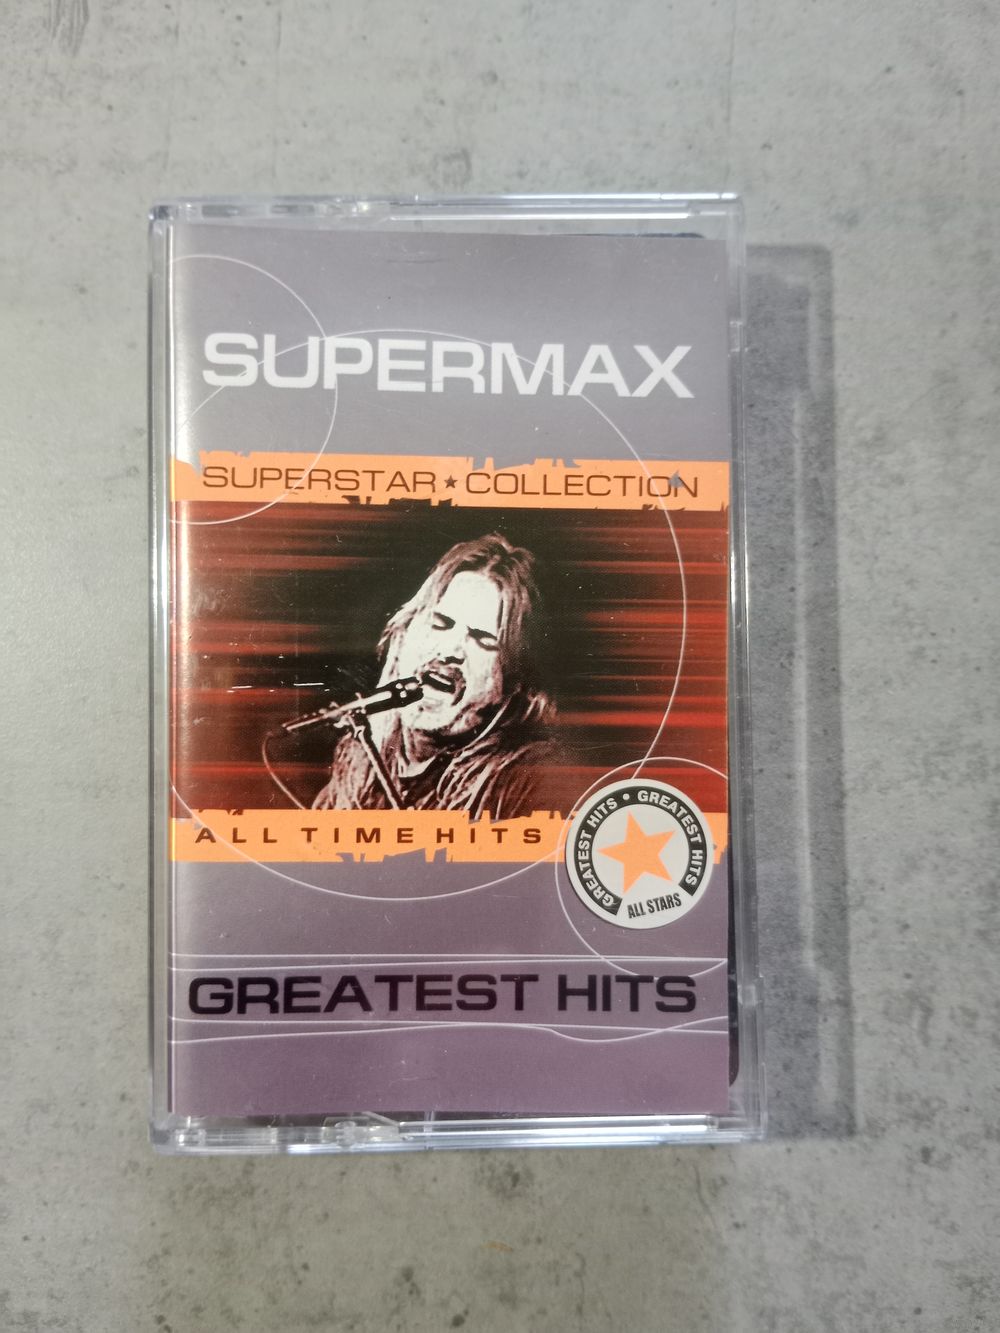 SUPERMAX
SUPERSTAR★COLLECTION
ALL TIME HITS
GREATEST HITS • GREATEST HITS
ALL STARS
GREATEST HITS